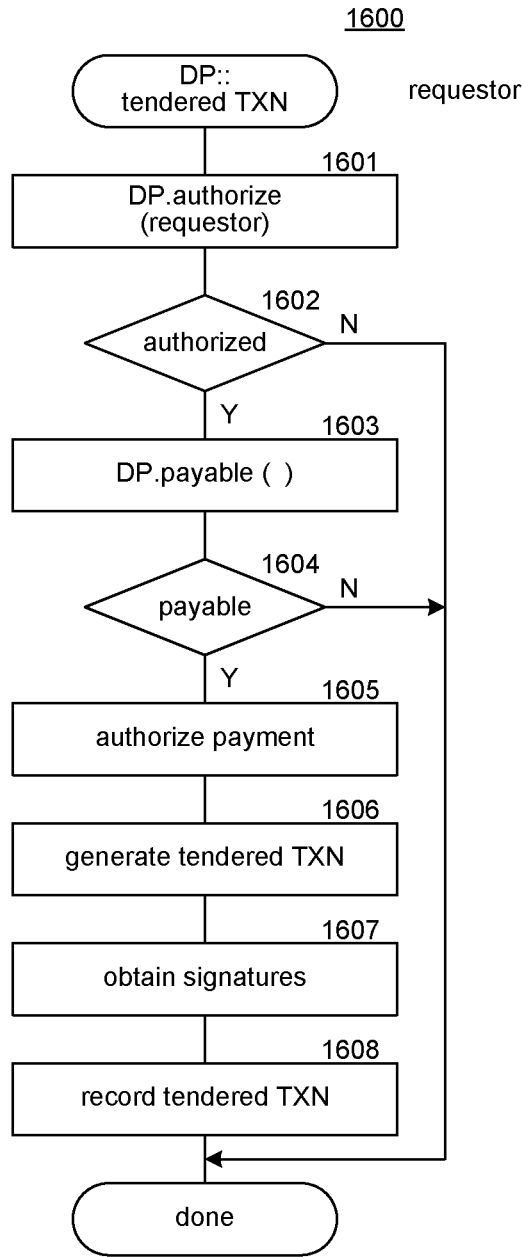 1600
DP::
tendered TXN
requestor
1601
DP.authorize
(requestor)
1602
authorized
N
Y
1603
DP.payable ( )
1604
payable
N
Y
1605
authorize payment
1606
generate tendered TXN
1607
obtain signatures
1608
record tendered TXN
done